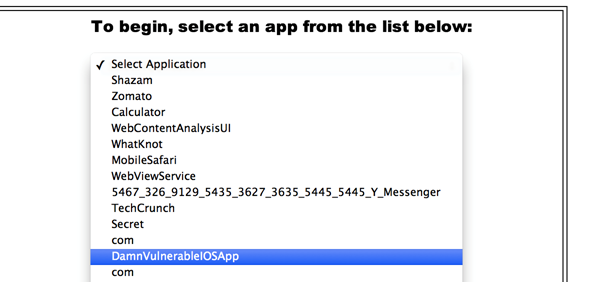 To begin, select an app from the list below:
✓ Select Application
Shazam
Zomato
Calculator
WebContentAnalysisUI
WhatKnot
MobileSafari
WebViewService
5467_326_9129_5435_3627_3635_5445_5445_Y_Messenger
TechCrunch
Secret
com
DamnVulnerableIOSApp
com